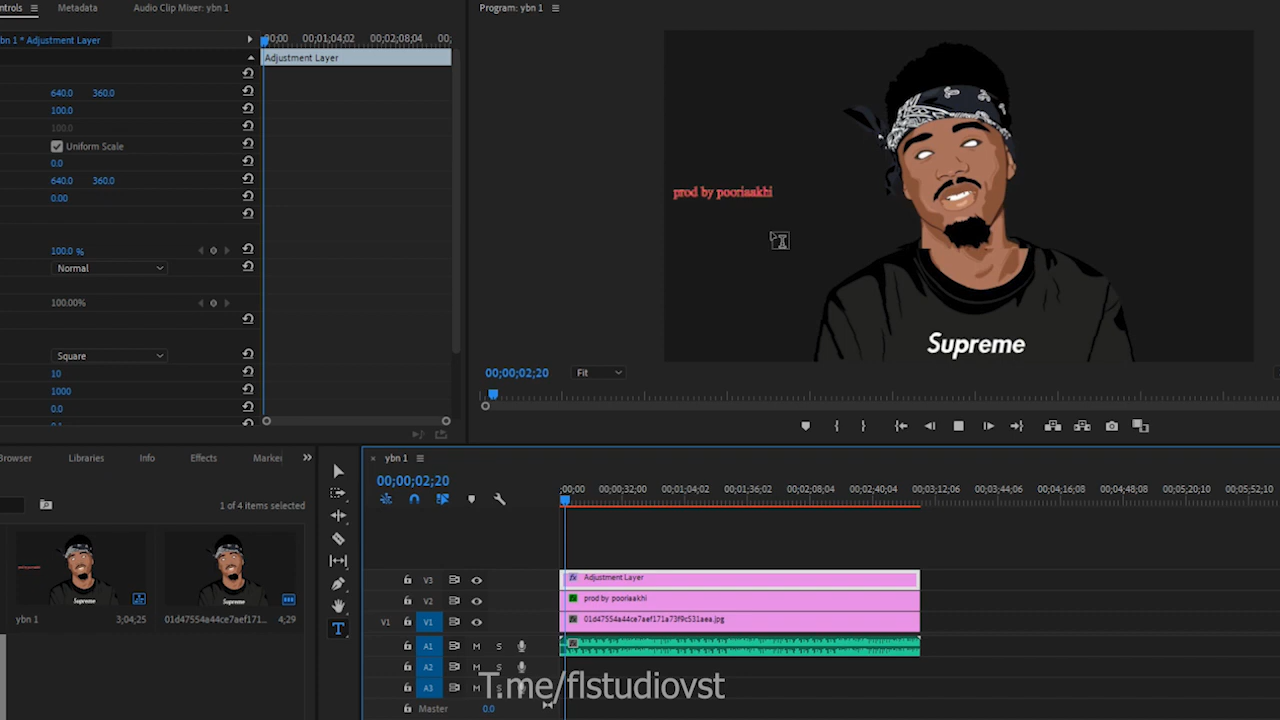 ntrols
Metadata
Audio Clip Mixer: ybn 1
Program: ybn 1
bn 1 * Adjustment Layer
00;00
00;01;04;02
00;02;08;04
00;
Adjustment Layer
640.0 360.0
100.0
100.0
Uniform Scale
0.0
640.0 360.0
0.00
100.0 %
Normal
100.00%
Square
10
1000
0.0
prod by pooriaakhi
Supreme
00;00;02;20
Fit
Browser
Libraries
Info
Effects
Marker
1 of 4 items selected
Supreme
Supreme
ybn 1
3;04;25
01d47554a44ce7aef171...
4;29
ybn 1
00;00;02;20
;00;00
00;00;32;00
00;01;04;02
00;01;36;02
00;02;08;04
00;02;40;04
00;03;12;06
00;03;44;06
00;04;16;08
00;04;48;08
00;05;20;10
00;05;52;10
V3
Adjustment Layer
V2
prod by pooriaakhi
V1 V1
01d47554a44ce7aef171a73f9c531aea.jpg
A1 M S
A2 M S
A3 M
Master 0.0
T.me/flstudiovst